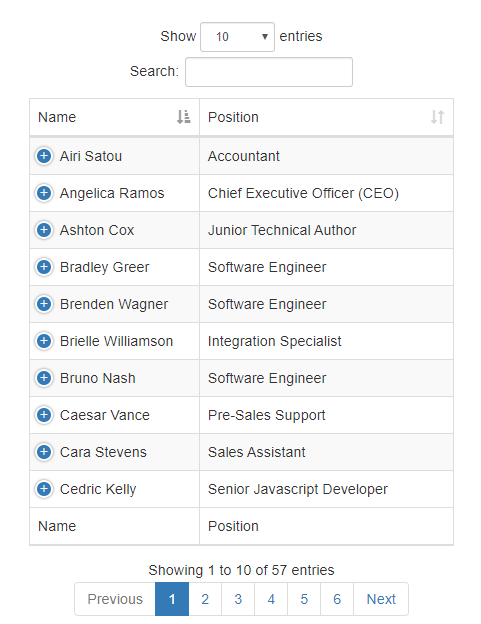 Show 10 entries
Search:
Name Position
Airi Satou Accountant
Angelica Ramos Chief Executive Officer (CEO)
Ashton Cox Junior Technical Author
Bradley Greer Software Engineer
Brenden Wagner Software Engineer
Brielle Williamson Integration Specialist
Bruno Nash Software Engineer
Caesar Vance Pre-Sales Support
Cara Stevens Sales Assistant
Cedric Kelly Senior Javascript Developer
Name Position
Showing 1 to 10 of 57 entries
Previous 1 2 3 4 5 6 Next